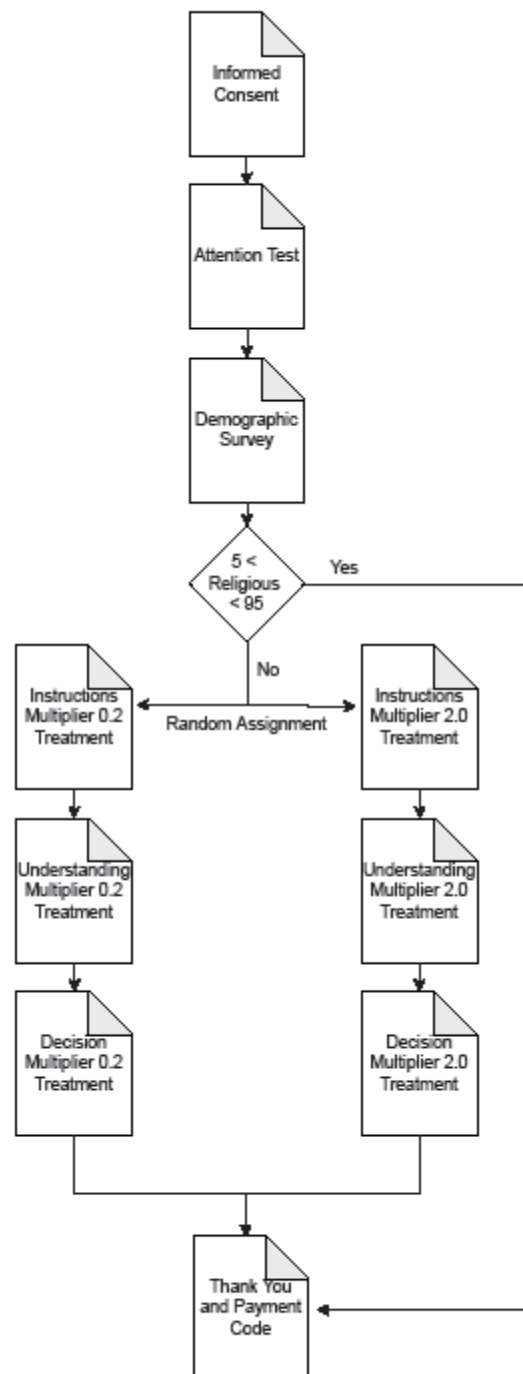 Informed
Consent
Attention Test
Demographic
Survey
5 <
Religious
< 95
Yes
No
Random Assignment
Instructions
Multiplier 0.2
Treatment
Instructions
Multiplier 2.0
Treatment
Understanding
Multiplier 0.2
Treatment
Understanding
Multiplier 2.0
Treatment
Decision
Multiplier 0.2
Treatment
Decision
Multiplier 2.0
Treatment
Thank You
and Payment
Code